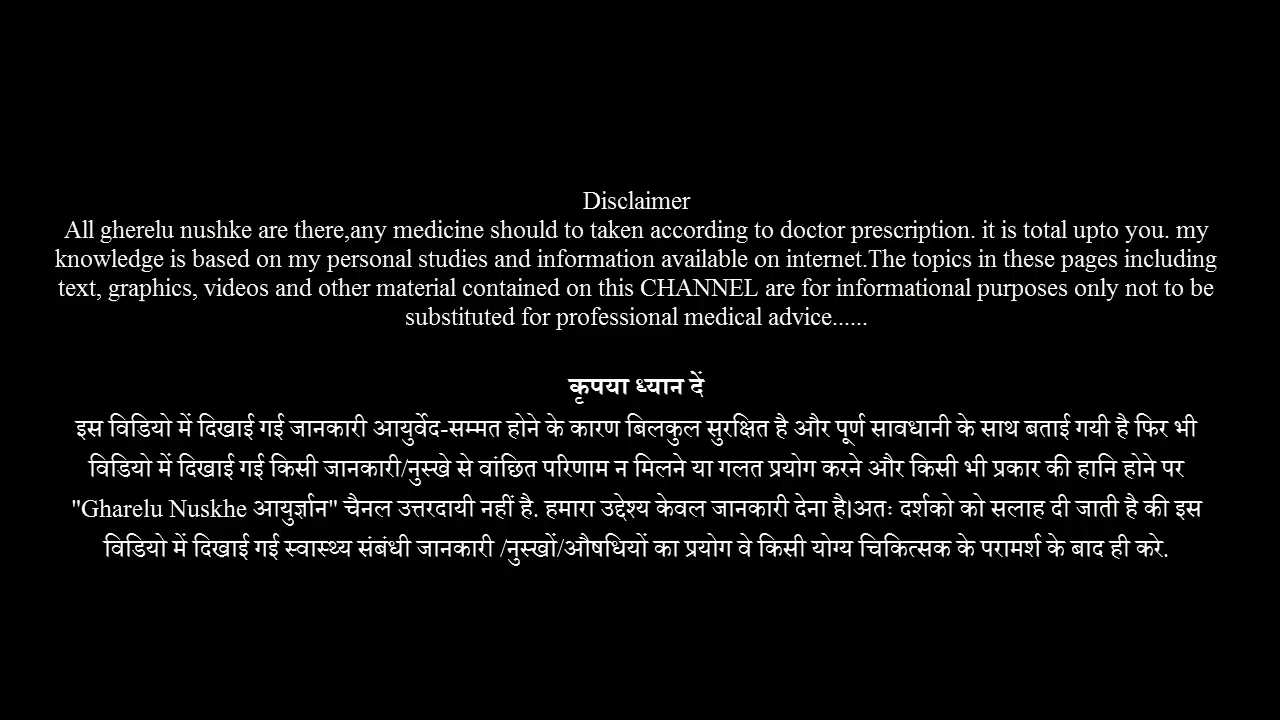 Disclaimer
All gherelu nushke are there,any medicine should to taken according to doctor prescription. it is total upto you. my
knowledge is based on my personal studies and information available on internet.The topics in these pages including
text, graphics, videos and other material contained on this CHANNEL are for informational purposes only not to be
substituted for professional medical advice......
कृपया ध्यान दें
इस विडियो में दिखाई गई जानकारी आयुर्वेद-सम्मत होने के कारण बिलकुल सुरक्षित है और पूर्ण सावधानी के साथ बताई गयी है फिर भी
विडियो में दिखाई गई किसी जानकारी/नुस्खे से वांछित परिणाम न मिलने या गलत प्रयोग करने और किसी भी प्रकार की हानि होने पर
"Gharelu Nuskhe आयुर्ज्ञान" चैनल उत्तरदायी नहीं है. हमारा उद्देश्य केवल जानकारी देना है।अतः दर्शको को सलाह दी जाती है की इस
विडियो में दिखाई गई स्वास्थ्य संबंधी जानकारी /नुस्खों/औषधियों का प्रयोग वे किसी योग्य चिकित्सक के परामर्श के बाद ही करे.